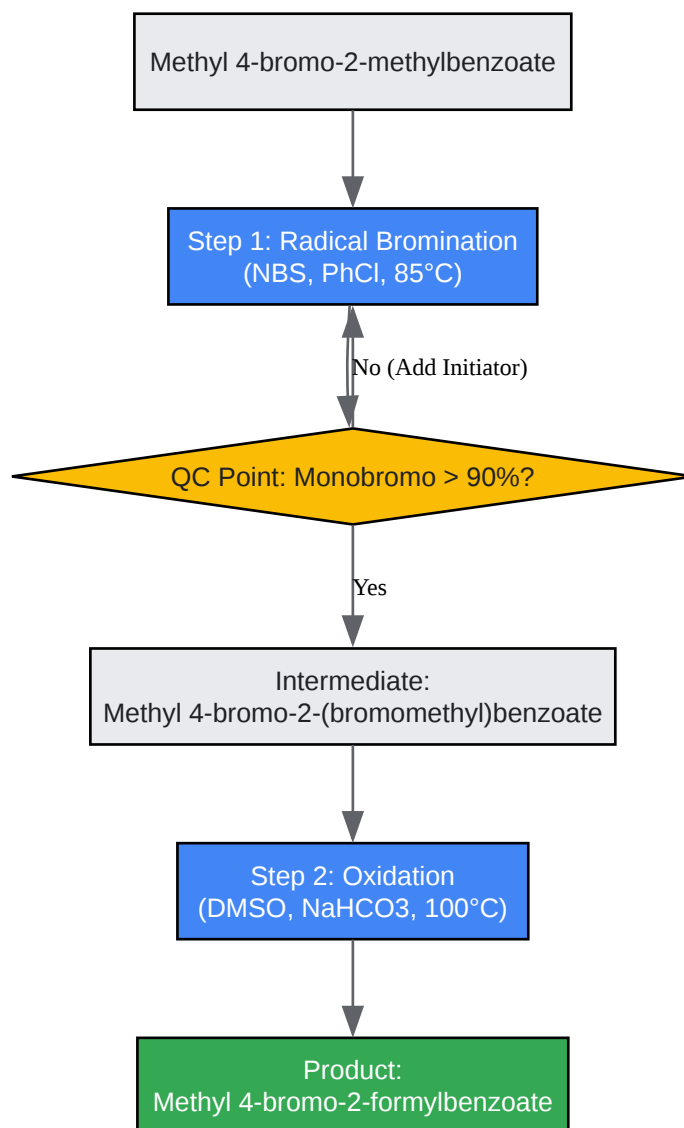 Methyl 4-bromo-2-methylbenzoate
Step 1: Radical Bromination
(NBS, PhCl, 85°C)
No (Add Initiator)
QC Point: Monobromo > 90%?
Yes
Intermediate:
Methyl 4-bromo-2-(bromomethyl)benzoate
Step 2: Oxidation
(DMSO, NaHCO3, 100°C)
Product:
Methyl 4-bromo-2-formylbenzoate